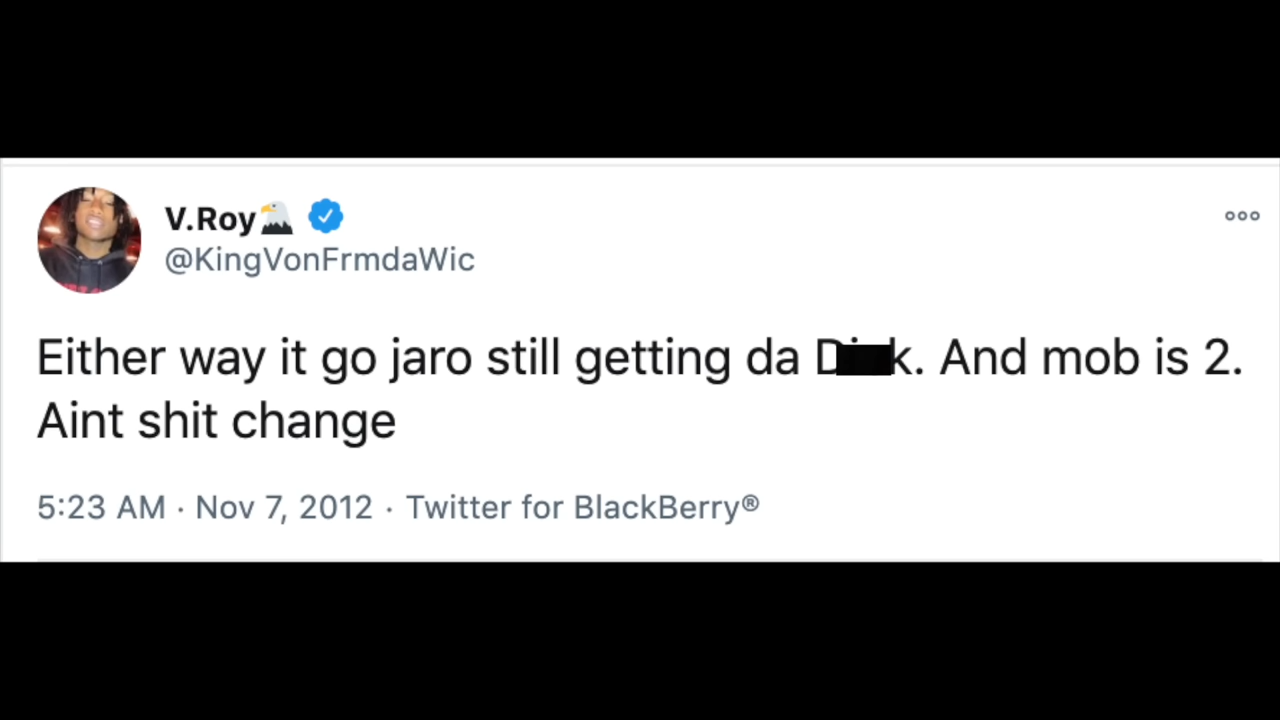 V.Roy🦅
@KingVonFrmdaWic
Either way it go jaro still getting da k. And mob is 2.
Aint shit change
5:23 AM · Nov 7, 2012 · Twitter for BlackBerry®